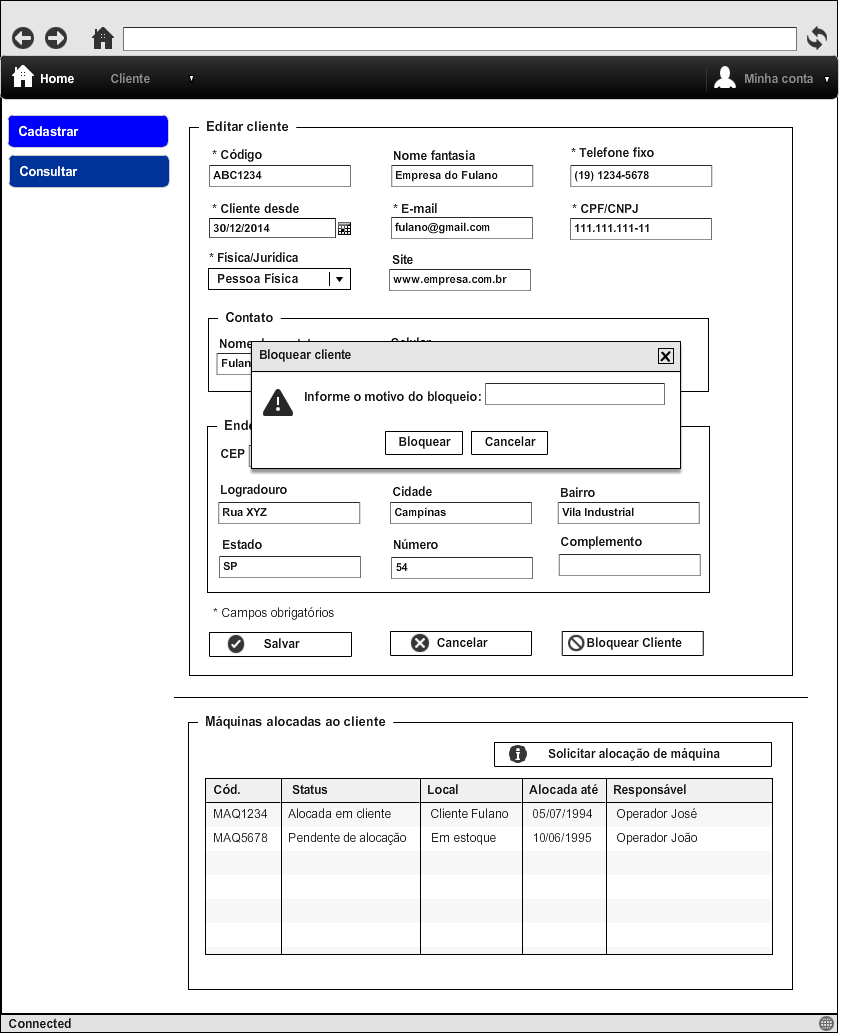 Home Cliente Minha conta
Cadastrar
Consultar
Editar cliente
* Código Nome fantasia * Telefone fixo
ABC1234 Empresa do Fulano (19) 1234-5678
* Cliente desde * E-mail * CPF/CNPJ
30/12/2014 fulano@gmail.com 111.111.111-11
* Física/Jurídica Site
Pessoa Física www.empresa.com.br
Contato
Nome
Bloquear cliente
Informe o motivo do bloqueio:
Bloquear Cancelar
CEP
Logradouro Cidade Bairro
Rua XYZ Campinas Vila Industrial
Estado Número Complemento
SP 54
* Campos obrigatórios
Salvar Cancelar Bloquear Cliente
Máquinas alocadas ao cliente
Solicitar alocação de máquina
Cód. Status Local Alocada até Responsável
MAQ1234 Alocada em cliente Cliente Fulano 05/07/1994 Operador José
MAQ5678 Pendente de alocação Em estoque 10/06/1995 Operador João
Connected